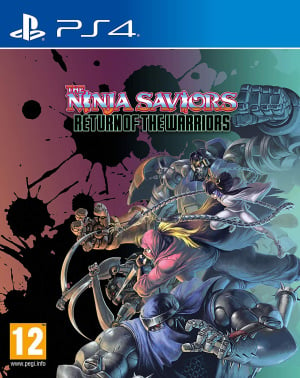 PS4
THE
NINJA SAVIORS
RETURN OF THE WARRIORS
12
www.pegi.info